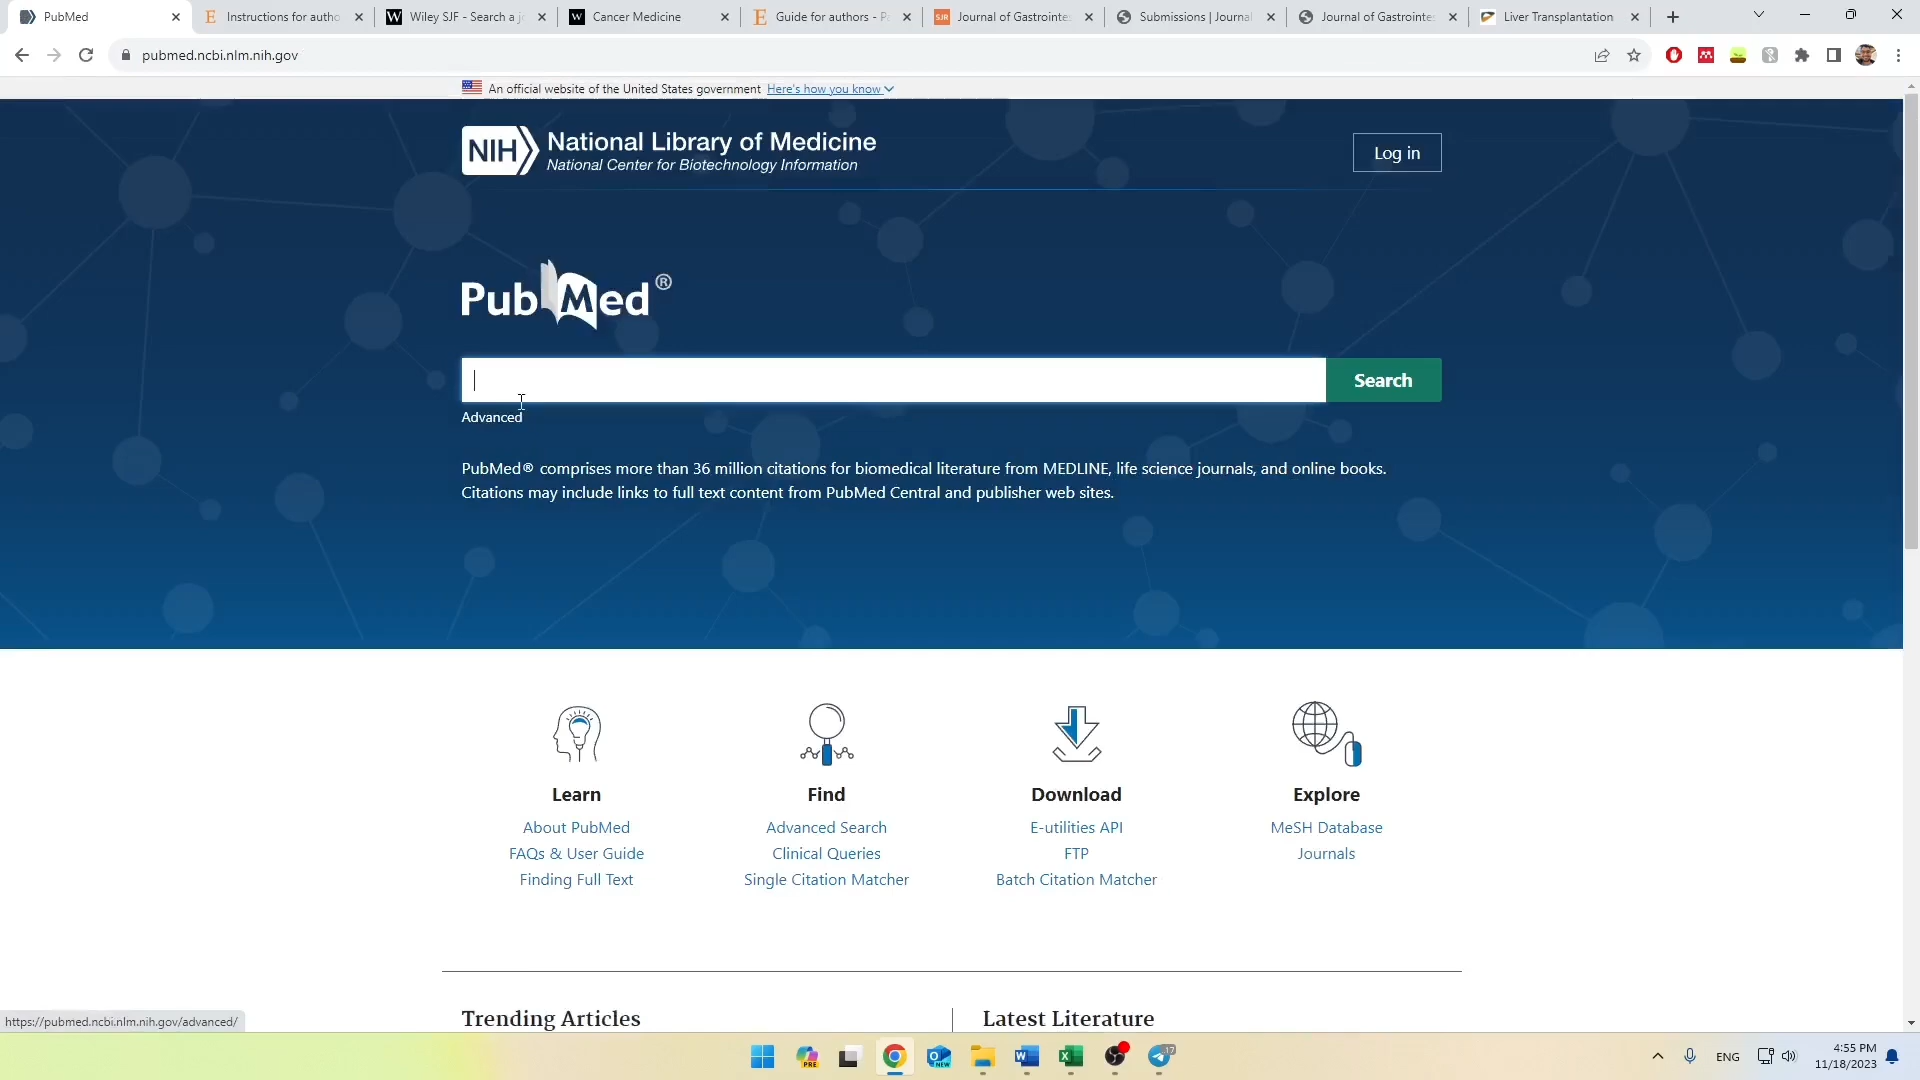 PubMed
Instructions for autho
Wiley SJF - Search a j
Cancer Medicine
Guide for authors - Pa
Journal of Gastrointes
Submissions | Journal
Journal of Gastrointes
Liver Transplantation
pubmed.ncbi.nlm.nih.gov
An official website of the United States government Here's how you know
NIH National Library of Medicine
National Center for Biotechnology Information
Log in
PubMed®
Search
Advanced
PubMed® comprises more than 36 million citations for biomedical literature from MEDLINE, life science journals, and online books.
Citations may include links to full text content from PubMed Central and publisher web sites.
Learn
About PubMed
FAQs & User Guide
Finding Full Text
Find
Advanced Search
Clinical Queries
Single Citation Matcher
Download
E-utilities API
FTP
Batch Citation Matcher
Explore
MeSH Database
Journals
Trending Articles
Latest Literature
https://pubmed.ncbi.nlm.nih.gov/advanced/
ENG
4:55 PM
11/18/2023